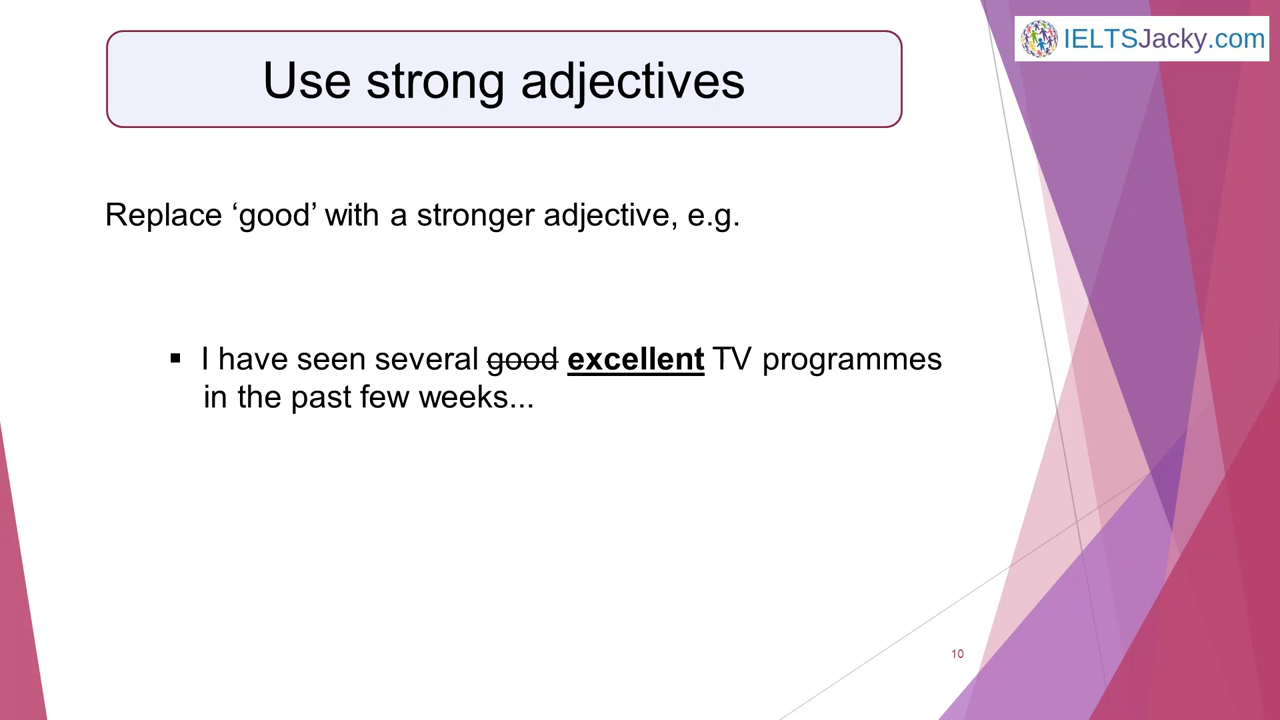 IELTSJacky.com
Use strong adjectives
Replace ‘good’ with a stronger adjective, e.g.
▪ I have seen several good excellent TV programmes
in the past few weeks...
10